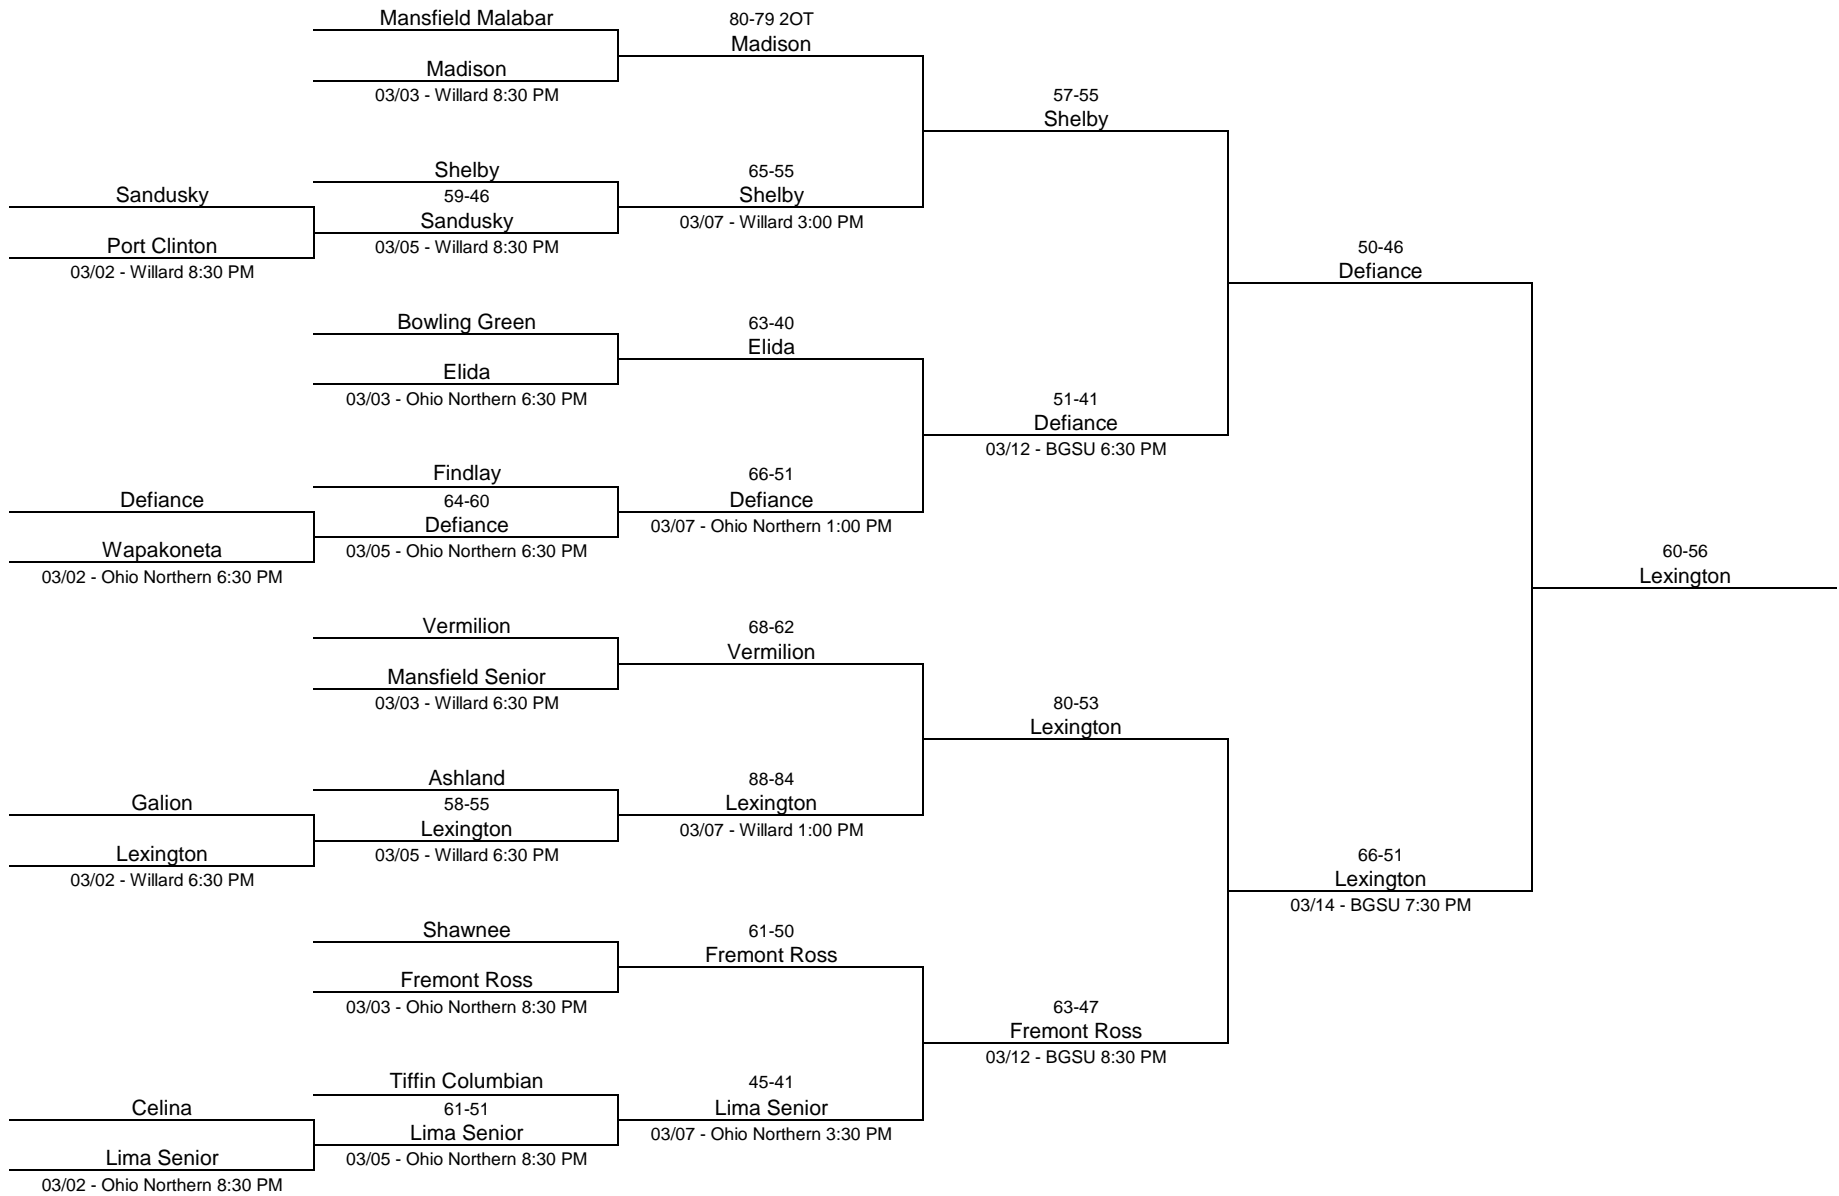 Mansfield Malabar
80-79 2OT
Madison
Madison
03/03 - Willard 8:30 PM
57-55
Shelby
Shelby
65-55
Shelby
03/07 - Willard 3:00 PM
Sandusky
59-46
Sandusky
03/05 - Willard 8:30 PM
Port Clinton
03/02 - Willard 8:30 PM
50-46
Defiance
Bowling Green
63-40
Elida
Elida
03/03 - Ohio Northern 6:30 PM
51-41
Defiance
03/12 - BGSU 6:30 PM
Findlay
66-51
Defiance
03/07 - Ohio Northern 1:00 PM
Defiance
64-60
Defiance
03/05 - Ohio Northern 6:30 PM
Wapakoneta
03/02 - Ohio Northern 6:30 PM
60-56
Lexington
Vermilion
68-62
Vermilion
Mansfield Senior
03/03 - Willard 6:30 PM
80-53
Lexington
Ashland
88-84
Lexington
03/07 - Willard 1:00 PM
Galion
58-55
Lexington
03/05 - Willard 6:30 PM
Lexington
03/02 - Willard 6:30 PM
66-51
Lexington
03/14 - BGSU 7:30 PM
Shawnee
61-50
Fremont Ross
Fremont Ross
03/03 - Ohio Northern 8:30 PM
63-47
Fremont Ross
03/12 - BGSU 8:30 PM
Tiffin Columbian
45-41
Lima Senior
03/07 - Ohio Northern 3:30 PM
Celina
61-51
Lima Senior
03/05 - Ohio Northern 8:30 PM
Lima Senior
03/02 - Ohio Northern 8:30 PM